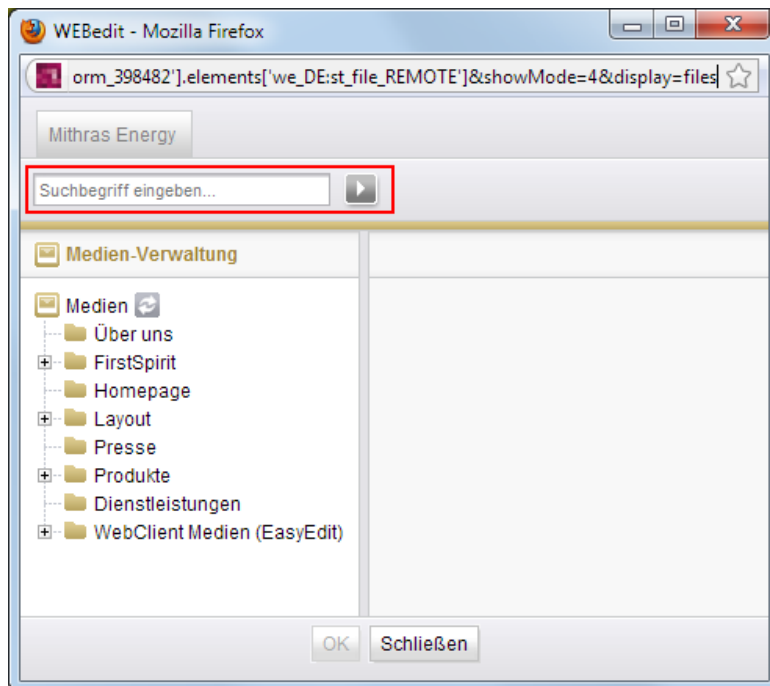 WEBedit - Mozilla Firefox
orm_398482'].elements['we_DE:st_file_REMOTE']&showMode=4&display=files
Mithras Energy
Suchbegriff eingeben...
Medien-Verwaltung
Medien
Über uns
FirstSpirit
Homepage
Layout
Presse
Produkte
Dienstleistungen
WebClient Medien (EasyEdit)
OK Schließen